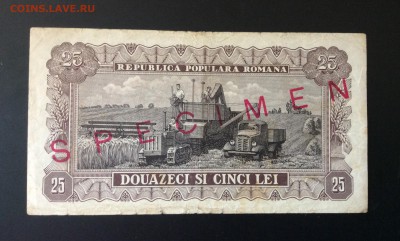 COINS.LAVE.RU
25 25
REPUBLICA POPULARA ROMANA
SPECIMEN
25 DOUAZECI SI CINCI LEI 25